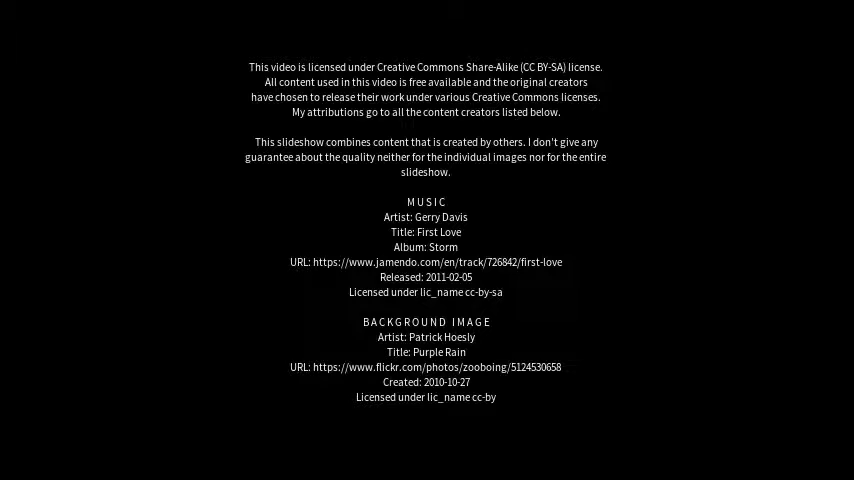 This video is licensed under Creative Commons Share-Alike (CC BY-SA) license.
All content used in this video is free available and the original creators
have chosen to release their work under various Creative Commons licenses.
My attributions go to all the content creators listed below.
This slideshow combines content that is created by others. I don't give any
guarantee about the quality neither for the individual images nor for the entire
slideshow.
MUSIC
Artist: Gerry Davis
Title: First Love
Album: Storm
URL: https://www.jamendo.com/en/track/726842/first-love
Released: 2011-02-05
Licensed under lic_name cc-by-sa
BACKGROUND IMAGE
Artist: Patrick Hoesly
Title: Purple Rain
URL: https://www.flickr.com/photos/zooboing/5124530658
Created: 2010-10-27
Licensed under lic_name cc-by